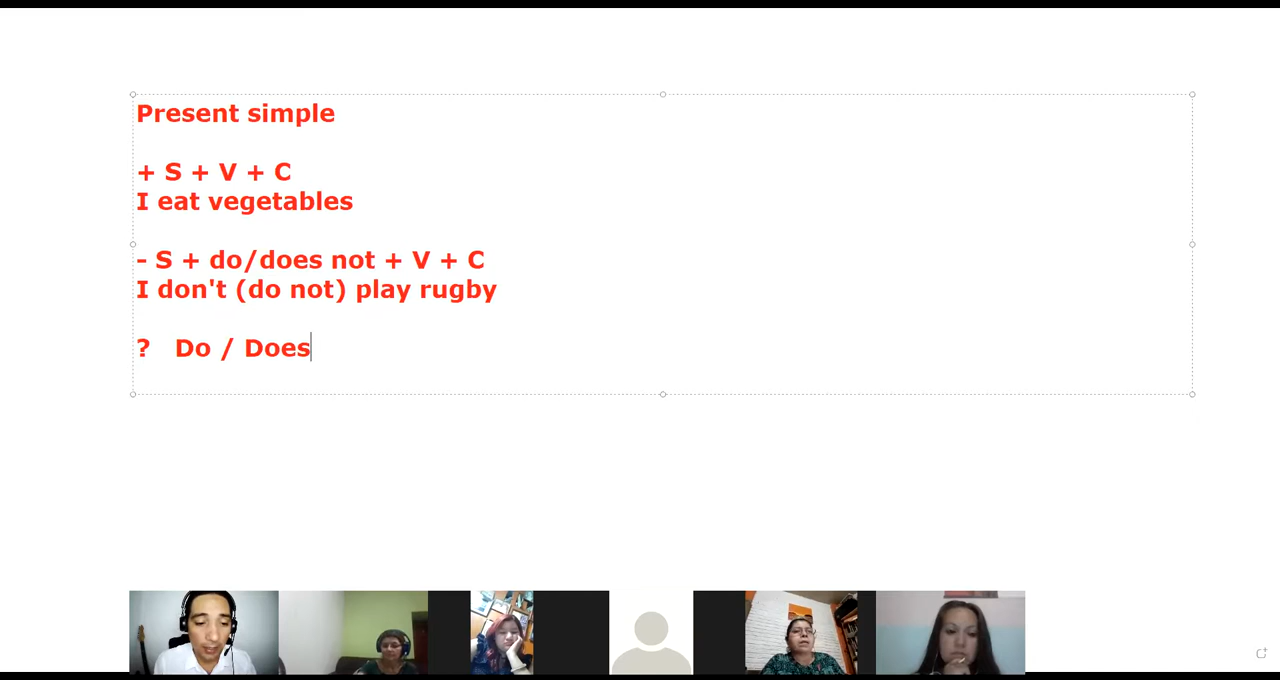 Present simple
+ S + V + C
I eat vegetables
- S + do/does not + V + C
I don't (do not) play rugby
? Do / Does